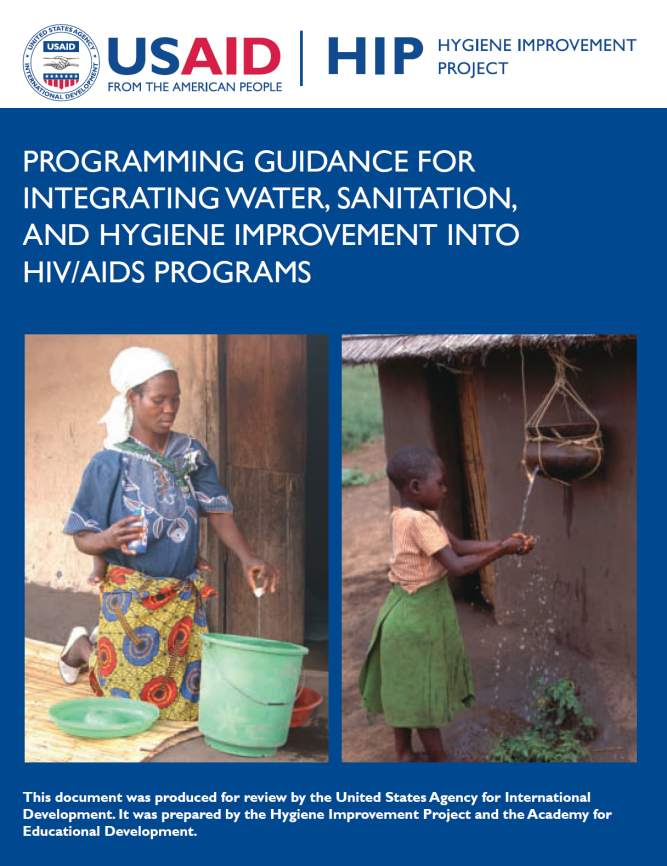 UNITED STATES AGENCY
USAID
INTERNATIONAL DEVELOPMENT
USAID
FROM THE AMERICAN PEOPLE
HIP
HYGIENE IMPROVEMENT
PROJECT
PROGRAMMING GUIDANCE FOR
INTEGRATING WATER, SANITATION,
AND HYGIENE IMPROVEMENT INTO
HIV/AIDS PROGRAMS
This document was produced for review by the United States Agency for International
Development. It was prepared by the Hygiene Improvement Project and the Academy for
Educational Development.